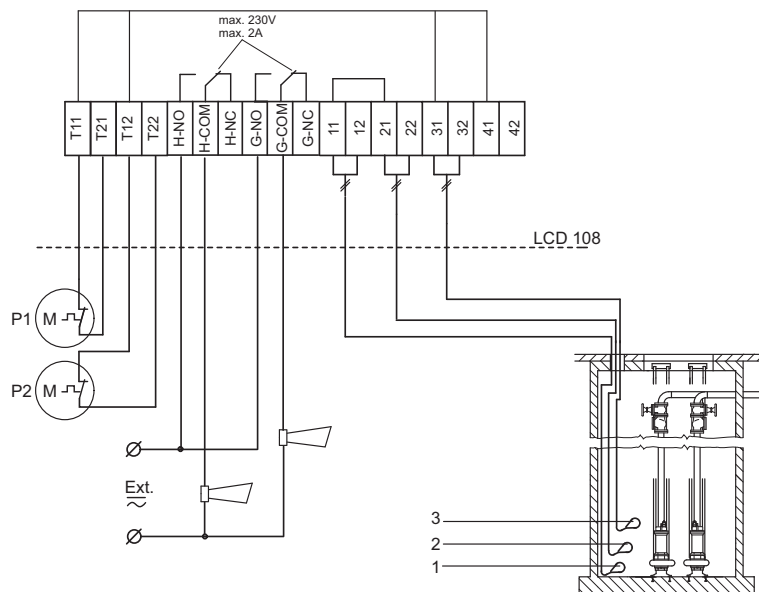 max. 230V
max. 2A
T11
T21
T12
T22
H-NO
H-COM
H-NC
G-NO
G-COM
G-NC
11
12
21
22
31
32
41
42
LCD 108
P1
M
P2
M
Ext.
3
2
1